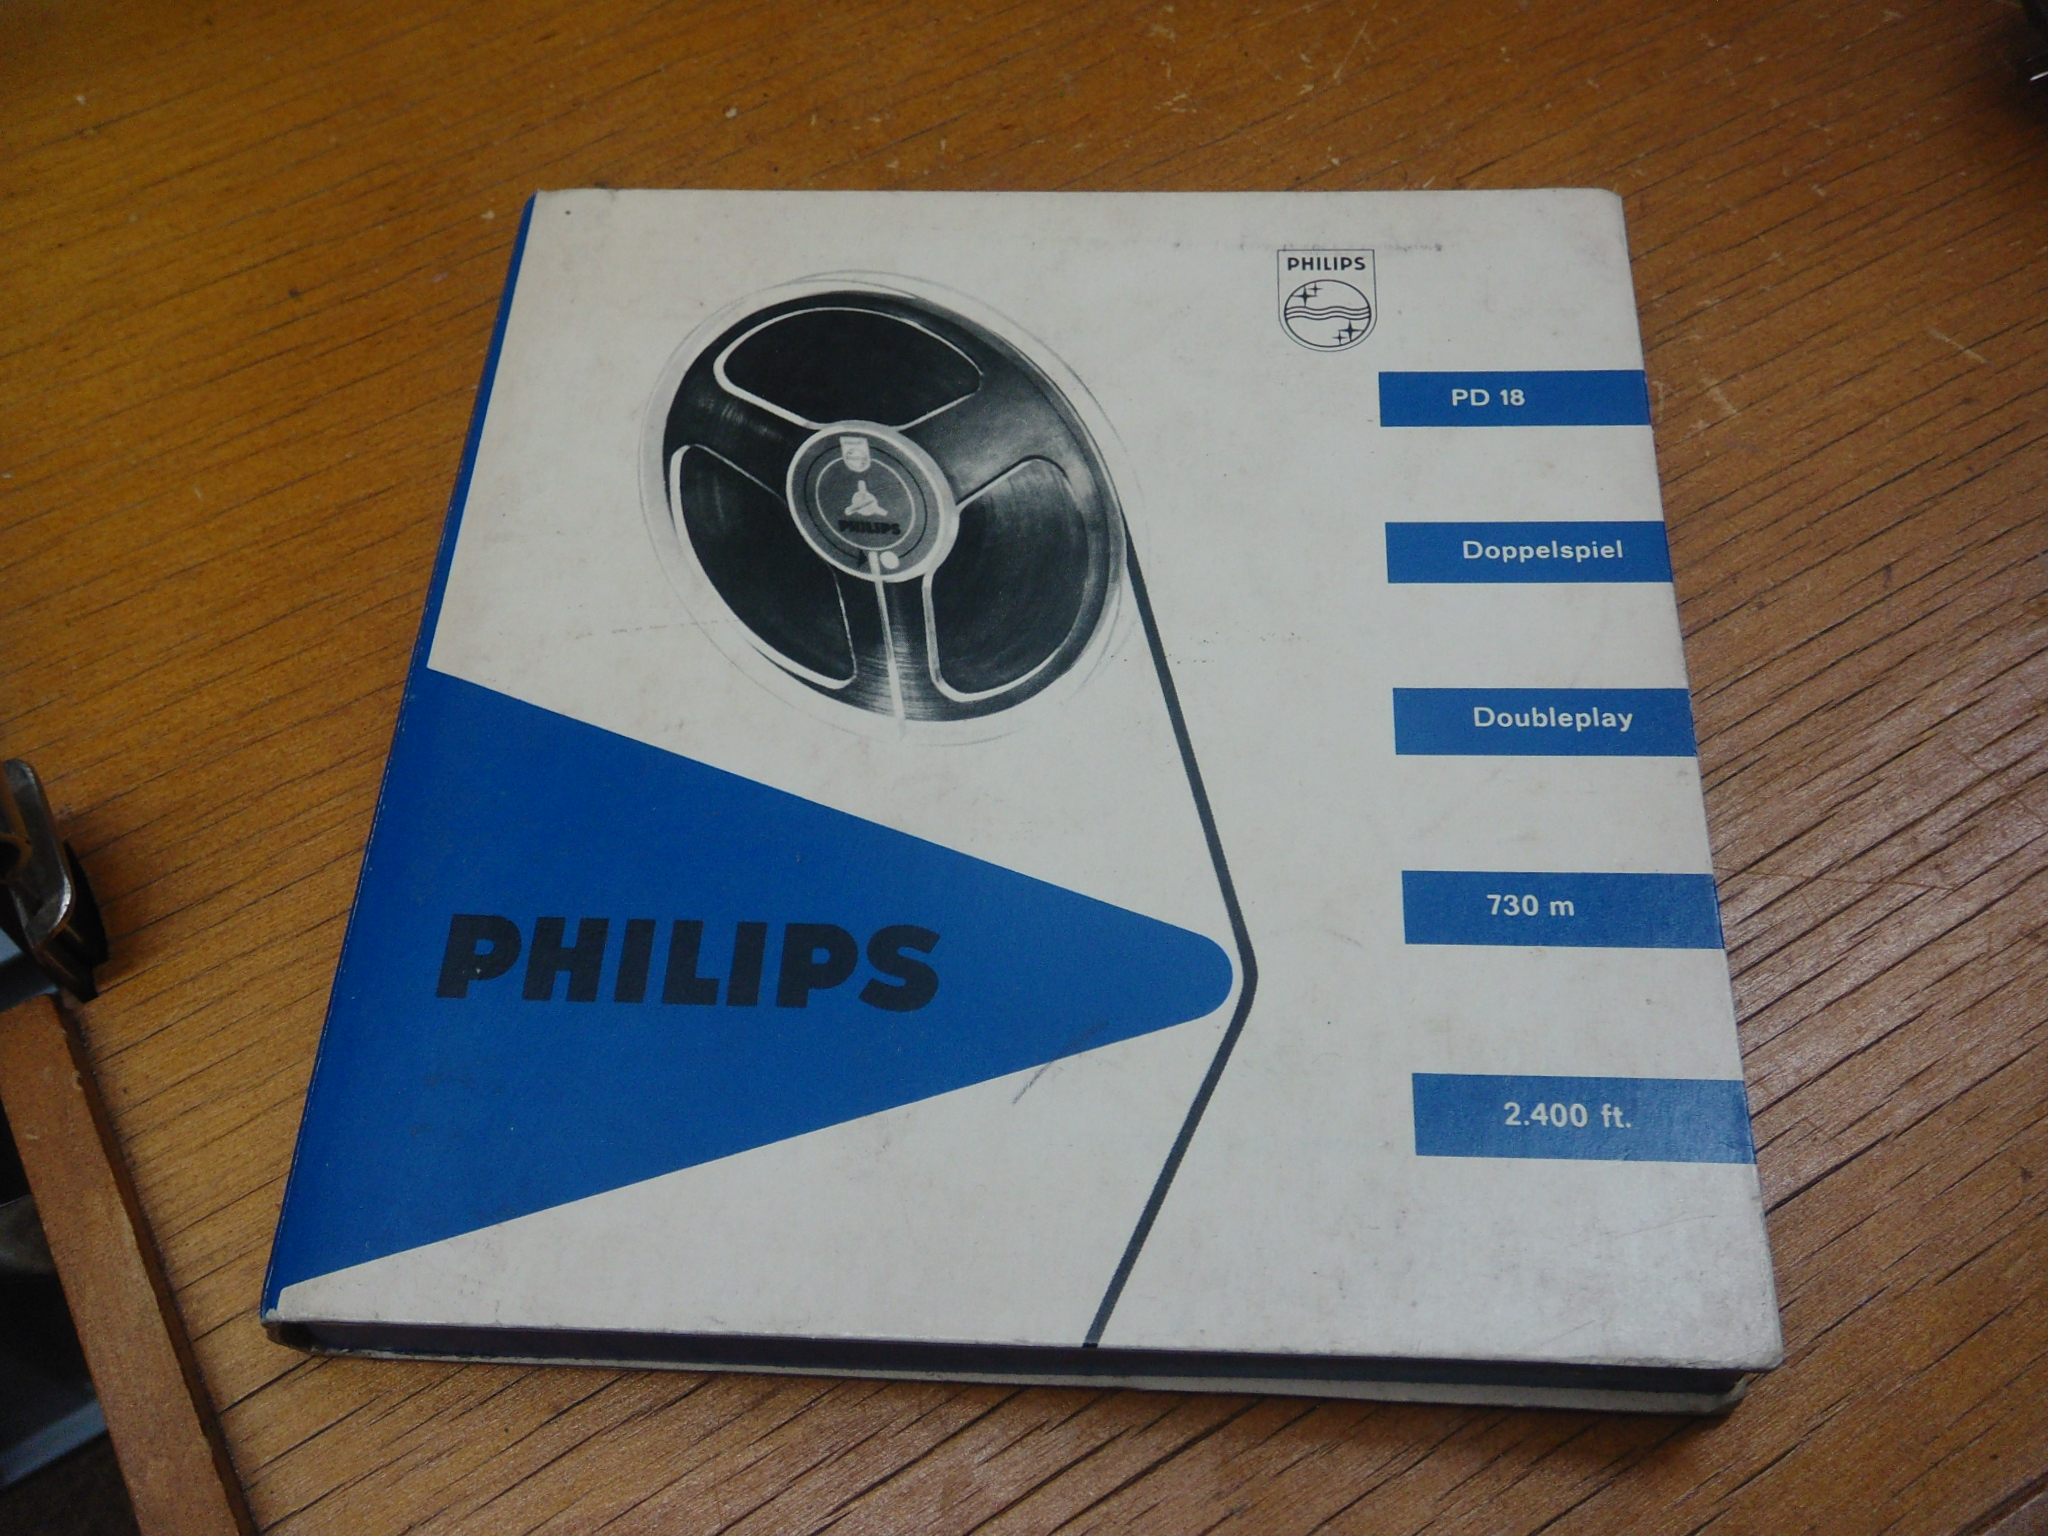 PHILIPS
PD 18
Doppelspiel
Doubleplay
730 m
2.400 ft.
PHILIPS
PHILIPS